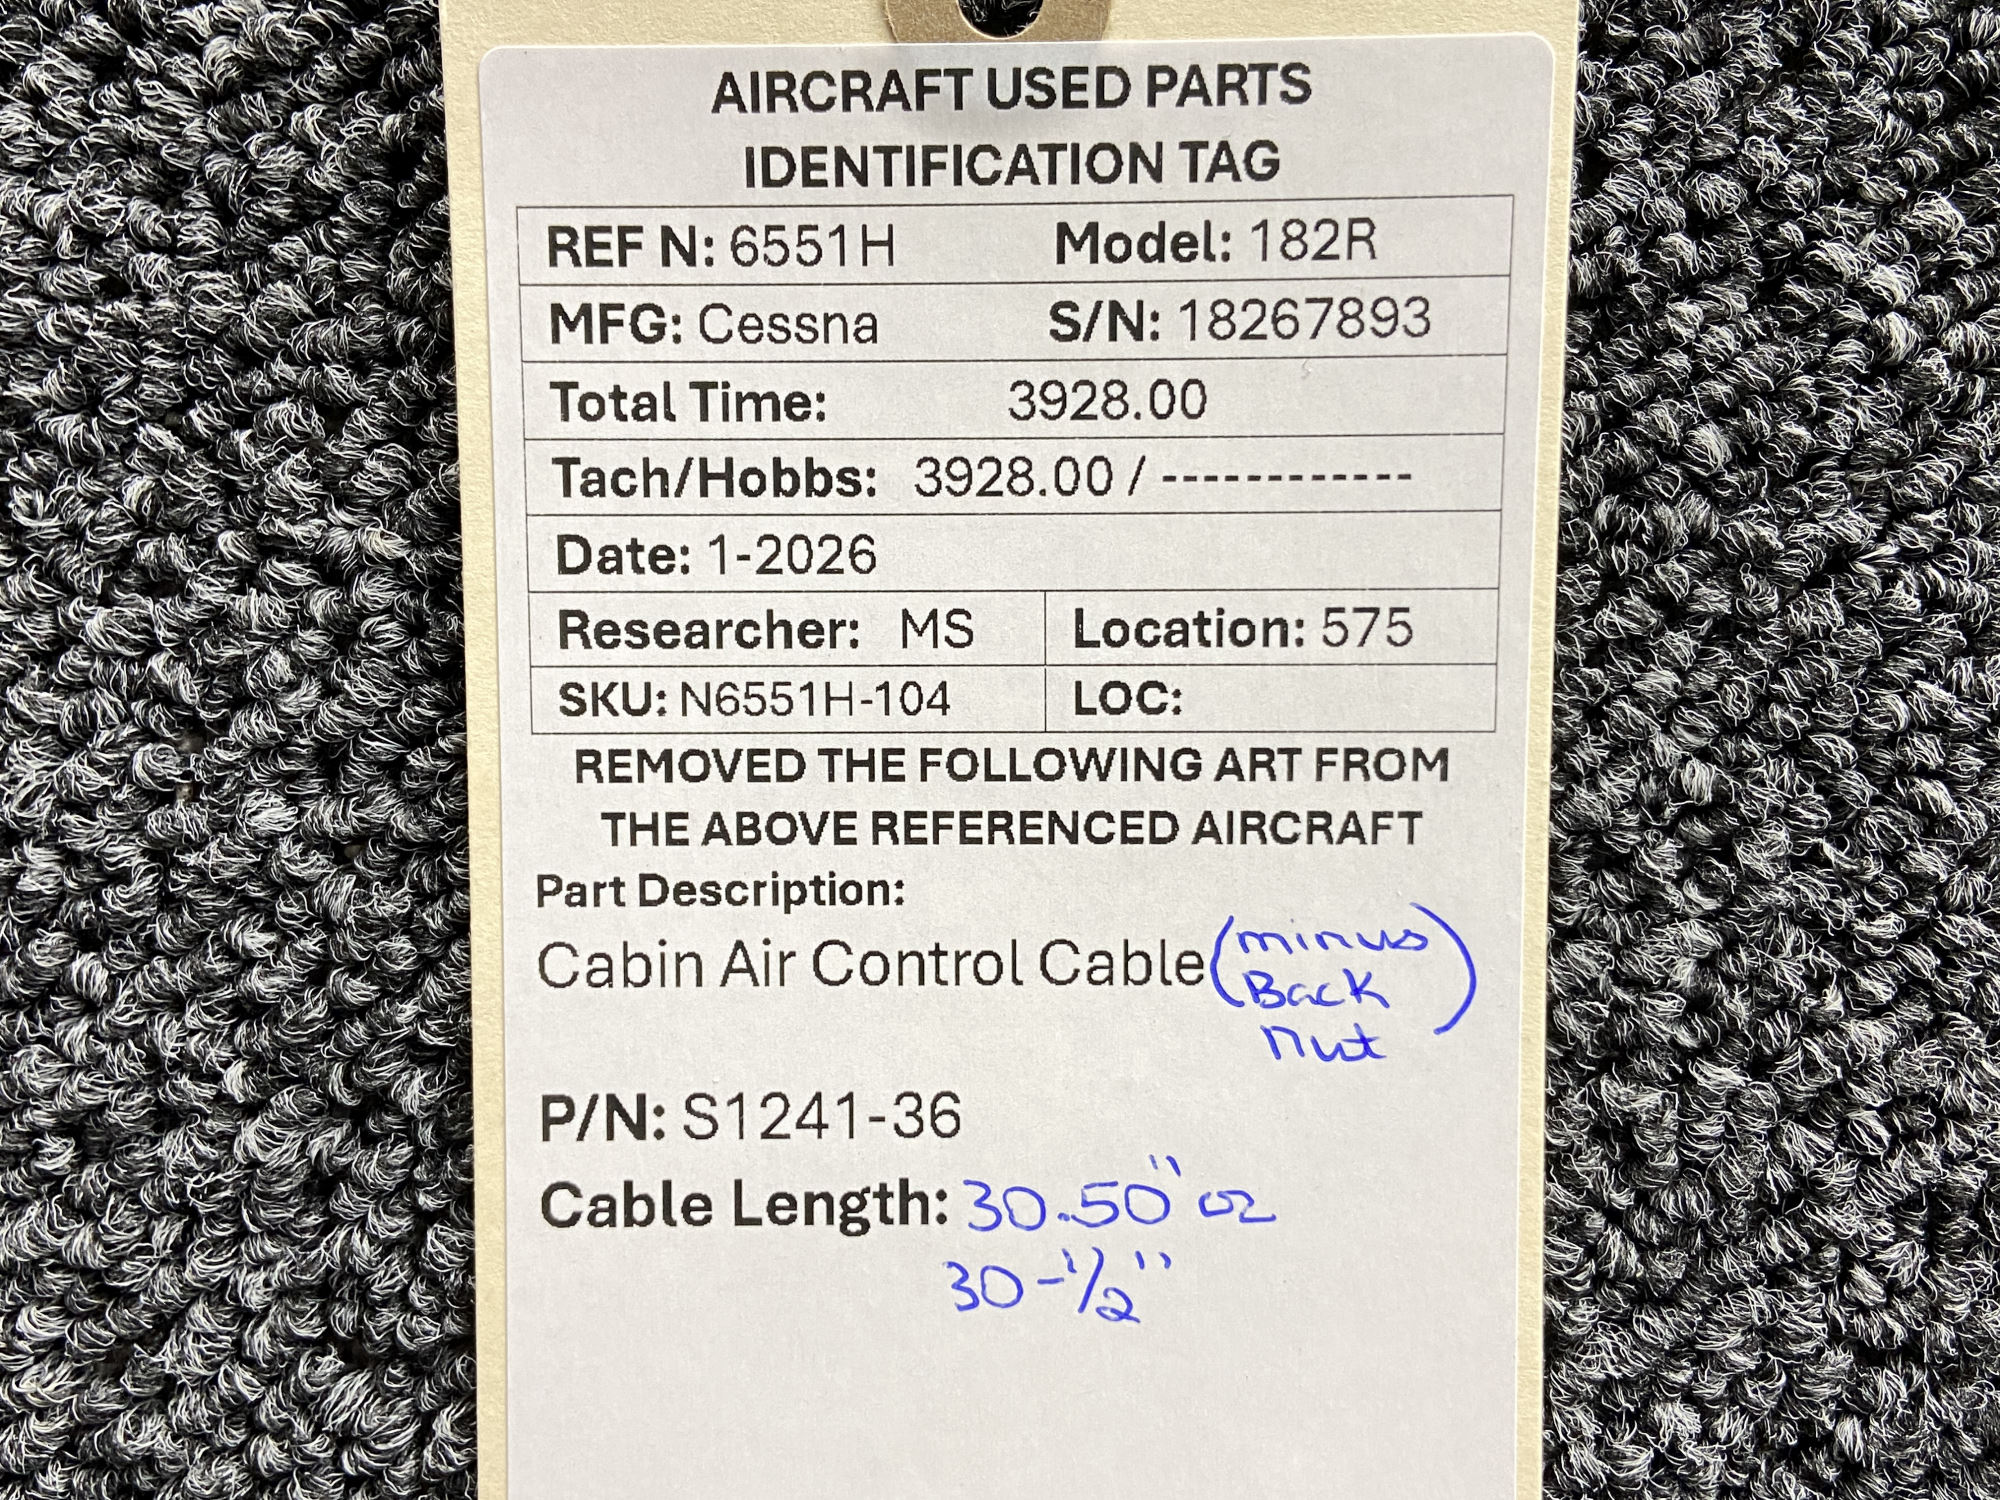 AIRCRAFT USED PARTS
IDENTIFICATION TAG
REF N: 6551H Model: 182R
MFG: Cessna S/N: 18267893
Total Time: 3928.00
Tach/Hobbs: 3928.00 / ------------
Date: 1-2026
Researcher: MS Location: 575
SKU: N6551H-104 LOC:
REMOVED THE FOLLOWING ART FROM
THE ABOVE REFERENCED AIRCRAFT
Part Description:
Cabin Air Control Cable (minus
Back
nut)
P/N: S1241-36
Cable Length: 30.50" or
30-1/2"